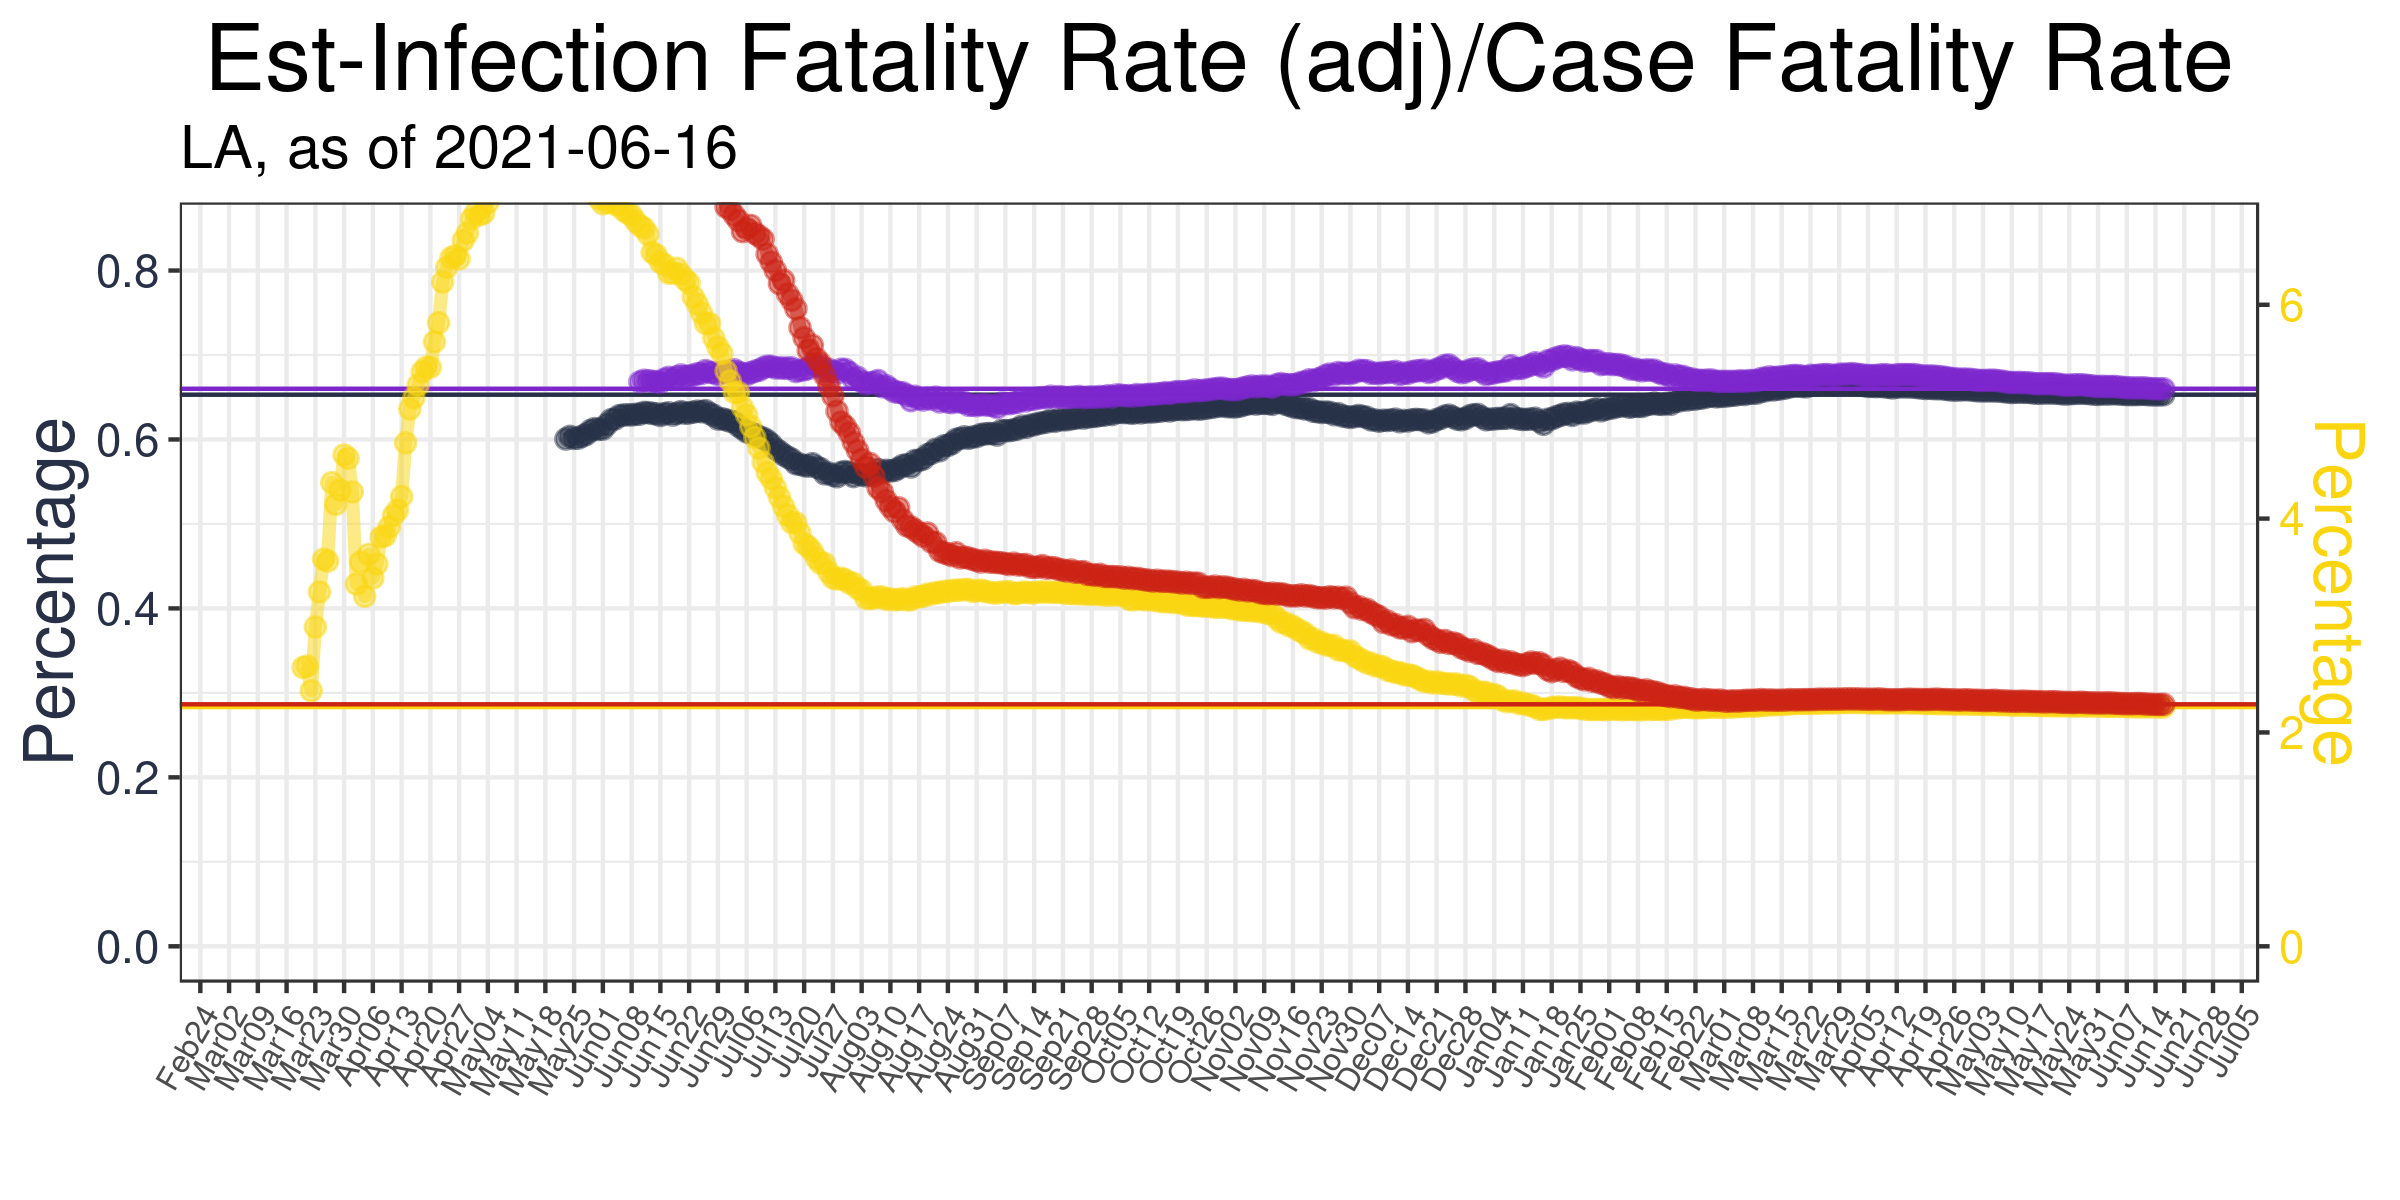 Est-Infection Fatality Rate (adj)/Case Fatality Rate
LA, as of 2021-06-16
Percentage
0.8
0.6
0.4
0.2
0.0
6
4
2
0
Percentage
Feb24
Mar02
Mar09
Mar16
Mar23
Mar30
Apr06
Apr13
Apr20
Apr27
May04
May11
May18
May25
Jun01
Jun08
Jun15
Jun22
Jun29
Jul06
Jul13
Jul20
Jul27
Aug03
Aug10
Aug17
Aug24
Aug31
Sep07
Sep14
Sep21
Sep28
Oct05
Oct12
Oct19
Oct26
Nov02
Nov09
Nov16
Nov23
Nov30
Dec07
Dec14
Dec21
Dec28
Jan04
Jan11
Jan18
Jan25
Feb01
Feb08
Feb15
Feb22
Mar01
Mar08
Mar15
Mar22
Mar29
Apr05
Apr12
Apr19
Apr26
May03
May10
May17
May24
May31
Jun07
Jun14
Jun21
Jun28
Jul05